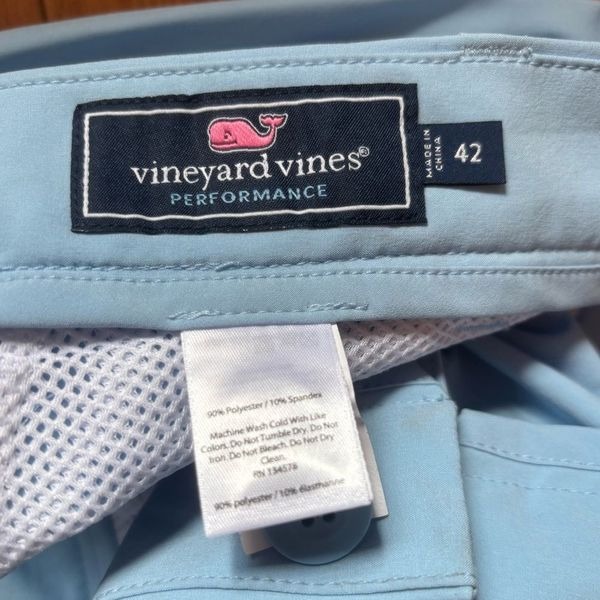 vineyard vines®
PERFORMANCE
MADE IN
CHINA
42
90% Polyester / 10% Spandex
Machine Wash Cold With Like
Colors. Do Not Tumble Dry. Do Not
Iron. Do Not Bleach. Do Not Dry
Clean.
RN 134578
90% polyester / 10% élasthanne